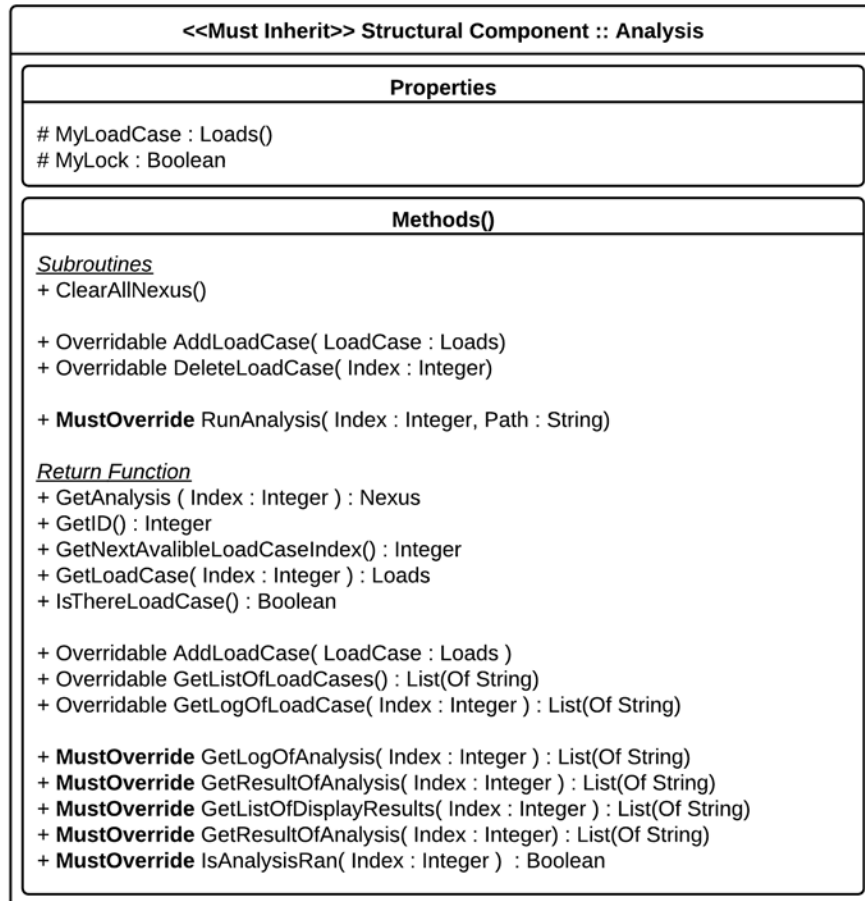 <<Must Inherit>> Structural Component :: Analysis
Properties
# MyLoadCase : Loads()
# MyLock : Boolean
Methods()
Subroutines
+ ClearAllNexus()
+ Overridable AddLoadCase( LoadCase : Loads)
+ Overridable DeleteLoadCase( Index : Integer)
+ MustOverride RunAnalysis( Index : Integer, Path : String)
Return Function
+ GetAnalysis ( Index : Integer ) : Nexus
+ GetID() : Integer
+ GetNextAvalibleLoadCaseIndex() : Integer
+ GetLoadCase( Index : Integer ) : Loads
+ IsThereLoadCase() : Boolean
+ Overridable AddLoadCase( LoadCase : Loads )
+ Overridable GetListOfLoadCases() : List(Of String)
+ Overridable GetLogOfLoadCase( Index : Integer ) : List(Of String)
+ MustOverride GetLogOfAnalysis( Index : Integer ) : List(Of String)
+ MustOverride GetResultOfAnalysis( Index : Integer ) : List(Of String)
+ MustOverride GetListOfDisplayResults( Index : Integer ) : List(Of String)
+ MustOverride GetResultOfAnalysis( Index : Integer) : List(Of String)
+ MustOverride IsAnalysisRan( Index : Integer )  : Boolean